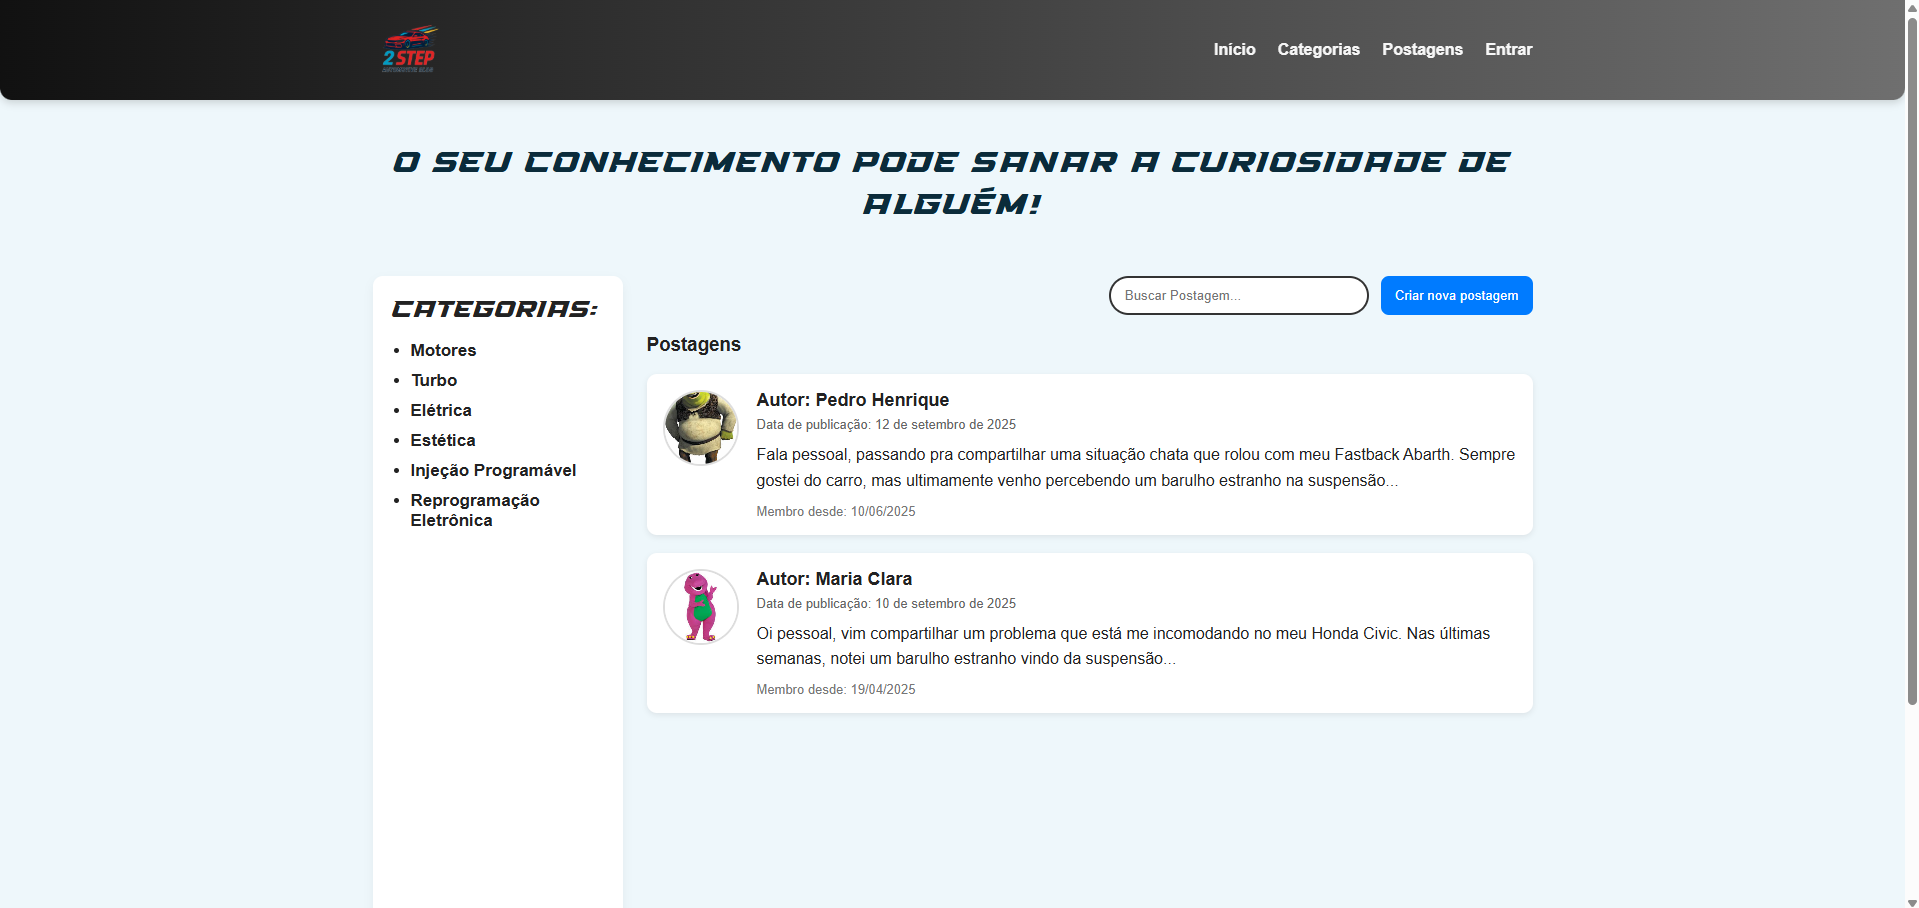 2 STEP
Início
Categorias
Postagens
Entrar
O SEU CONHECIMENTO PODE SANAR A CURIOSIDADE DE
ALGUÉM!
CATEGORIAS:
• Motores
• Turbo
• Elétrica
• Estética
• Injeção Programável
• Reprogramação
Eletrônica
Buscar Postagem...
Criar nova postagem
Postagens
Autor: Pedro Henrique
Data de publicação: 12 de setembro de 2025
Fala pessoal, passando pra compartilhar uma situação chata que rolou com meu Fastback Abarth. Sempre
gostei do carro, mas ultimamente venho percebendo um barulho estranho na suspensão...
Membro desde: 10/06/2025
Autor: Maria Clara
Data de publicação: 10 de setembro de 2025
Oi pessoal, vim compartilhar um problema que está me incomodando no meu Honda Civic. Nas últimas
semanas, notei um barulho estranho vindo da suspensão...
Membro desde: 19/04/2025